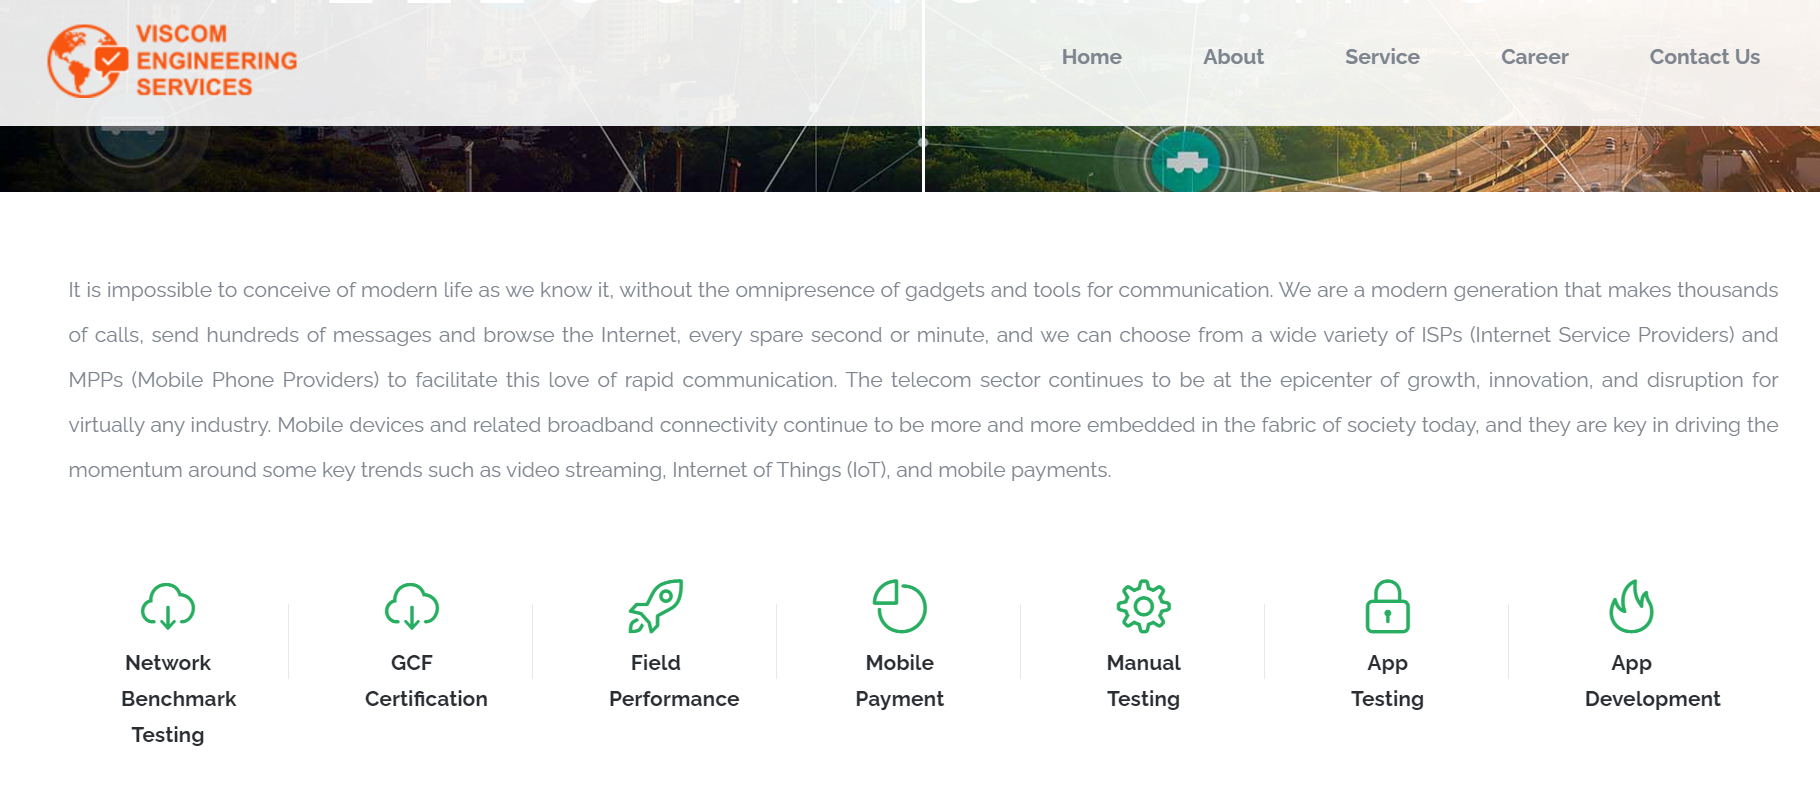 VISCOM
ENGINEERING
SERVICES
Home
About
Service
Career
Contact Us
It is impossible to conceive of modern life as we know it, without the omnipresence of gadgets and tools for communication. We are a modern generation that makes thousands
of calls, send hundreds of messages and browse the Internet, every spare second or minute, and we can choose from a wide variety of ISPs (Internet Service Providers) and
MPPs (Mobile Phone Providers) to facilitate this love of rapid communication. The telecom sector continues to be at the epicenter of growth, innovation, and disruption for
virtually any industry. Mobile devices and related broadband connectivity continue to be more and more embedded in the fabric of society today, and they are key in driving the
momentum around some key trends such as video streaming, Internet of Things (IoT), and mobile payments.
Network
Benchmark
Testing
GCF
Certification
Field
Performance
Mobile
Payment
Manual
Testing
App
Testing
App
Development